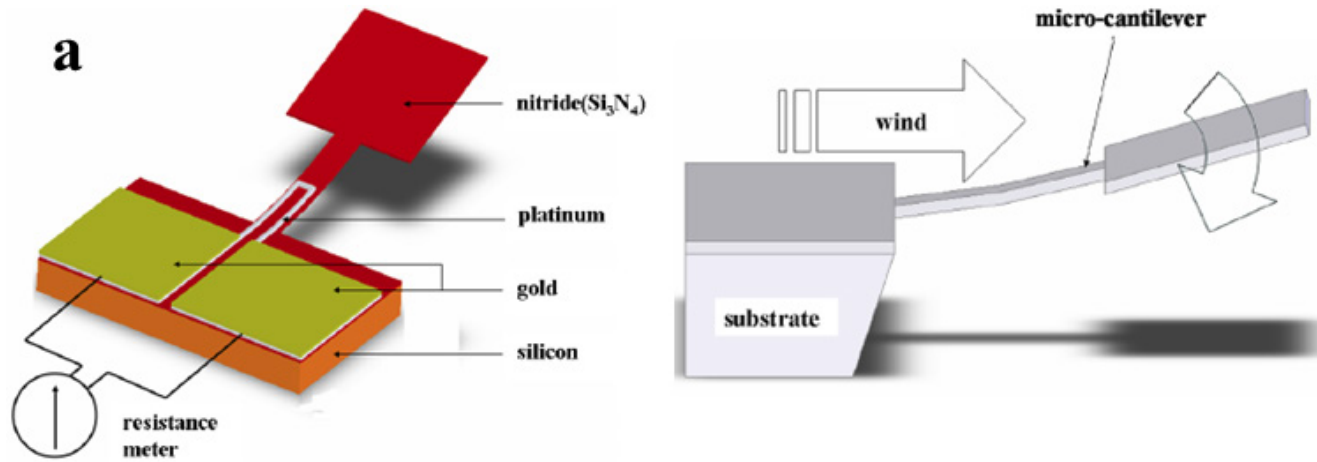 a
nitride(Si₃N₄)
platinum
gold
silicon
resistance
meter
micro-cantilever
wind
substrate